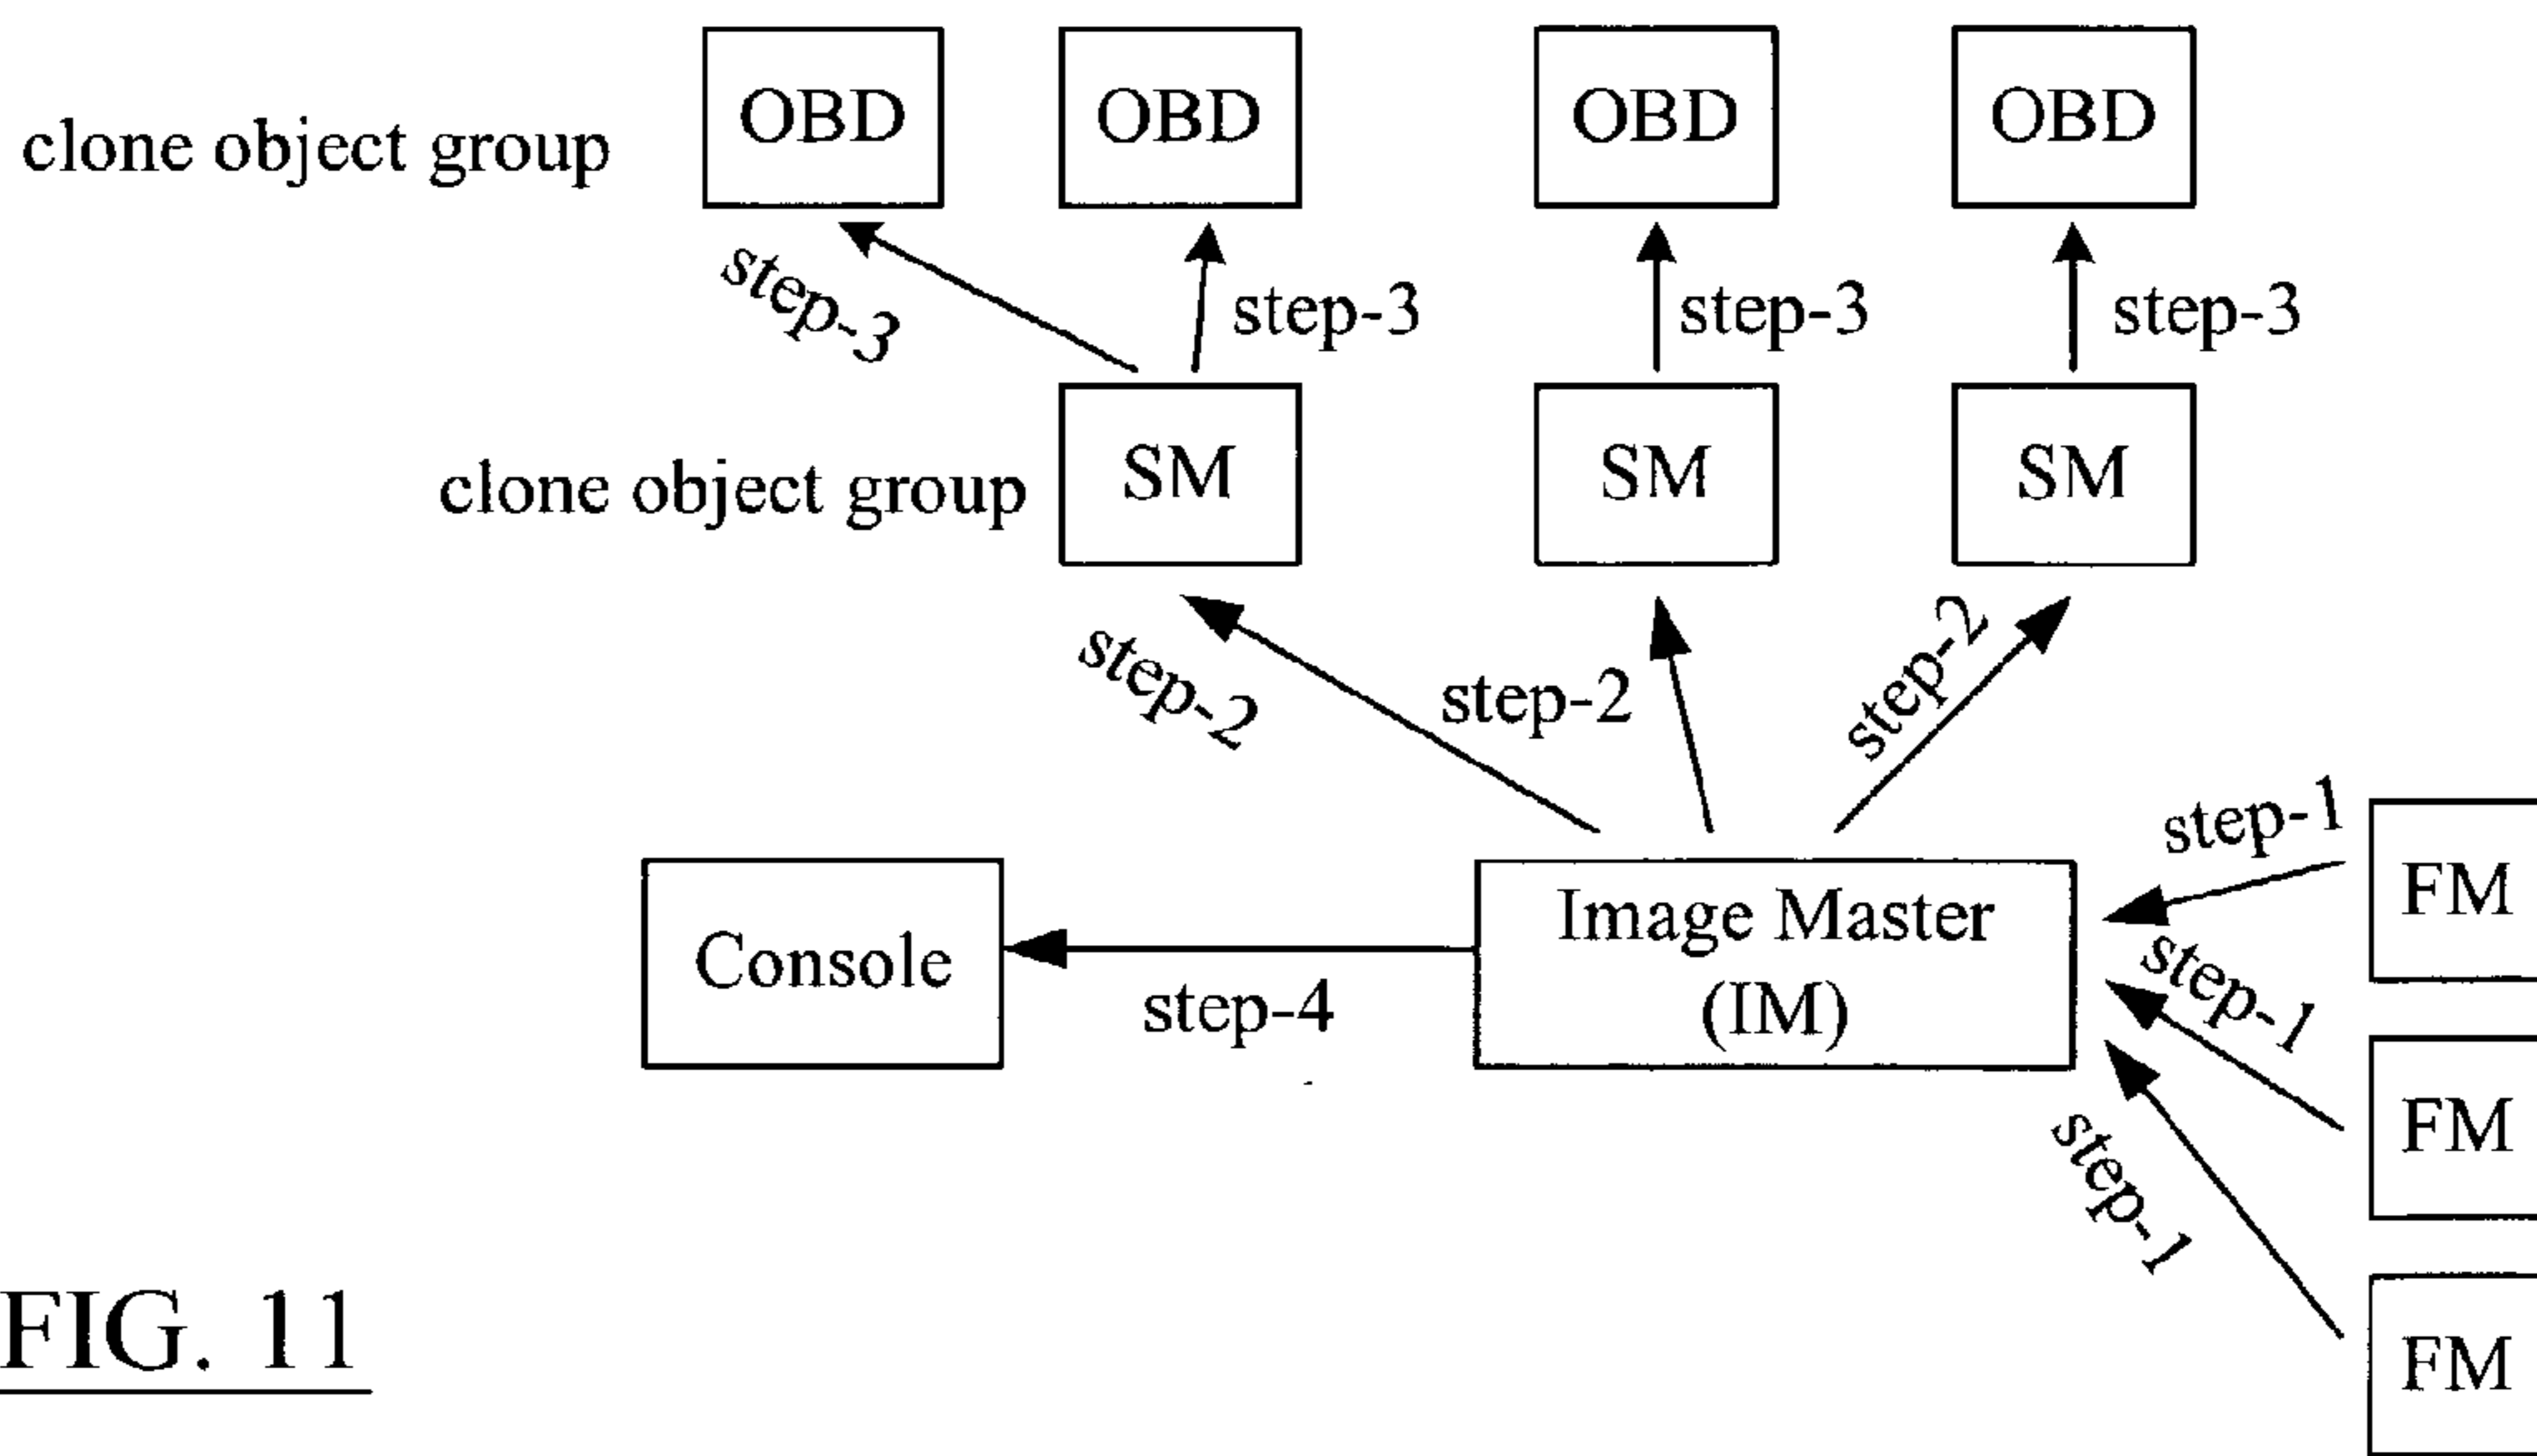 OBD
OBD
OBD
OBD
clone object group
step-3
step-3
step-3
step-3
clone object group
SM
SM
SM
step-2
step-2
step-2
step-1
FM
Console
step-4
Image Master
(IM)
step-1
FM
step-1
FM
FIG. 11